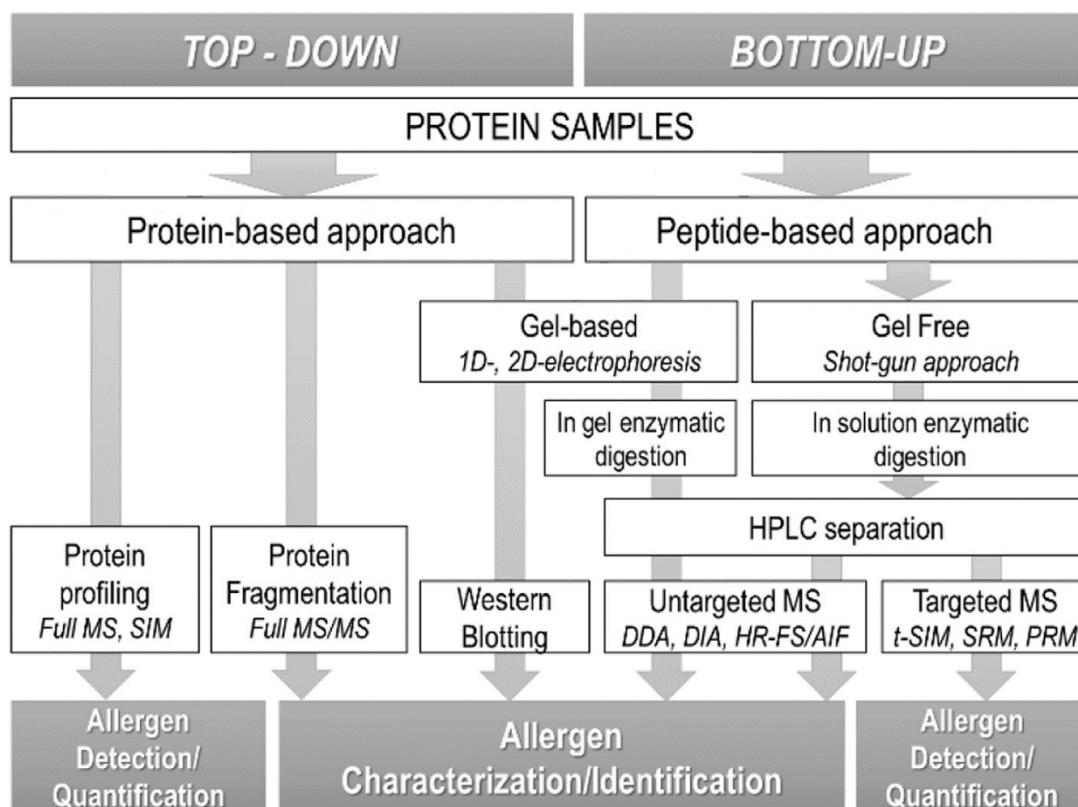 TOP - DOWN
BOTTOM-UP
PROTEIN SAMPLES
Protein-based approach
Peptide-based approach
Gel-based
1D-, 2D-electrophoresis
Gel Free
Shot-gun approach
In gel enzymatic
digestion
In solution enzymatic
digestion
HPLC separation
Protein
profiling
Full MS, SIM
Protein
Fragmentation
Full MS/MS
Western
Blotting
Untargeted MS
DDA, DIA, HR-FS/AIF
Targeted MS
t-SIM, SRM, PRM
Allergen
Detection/
Quantification
Allergen
Characterization/Identification
Allergen
Detection/
Quantification